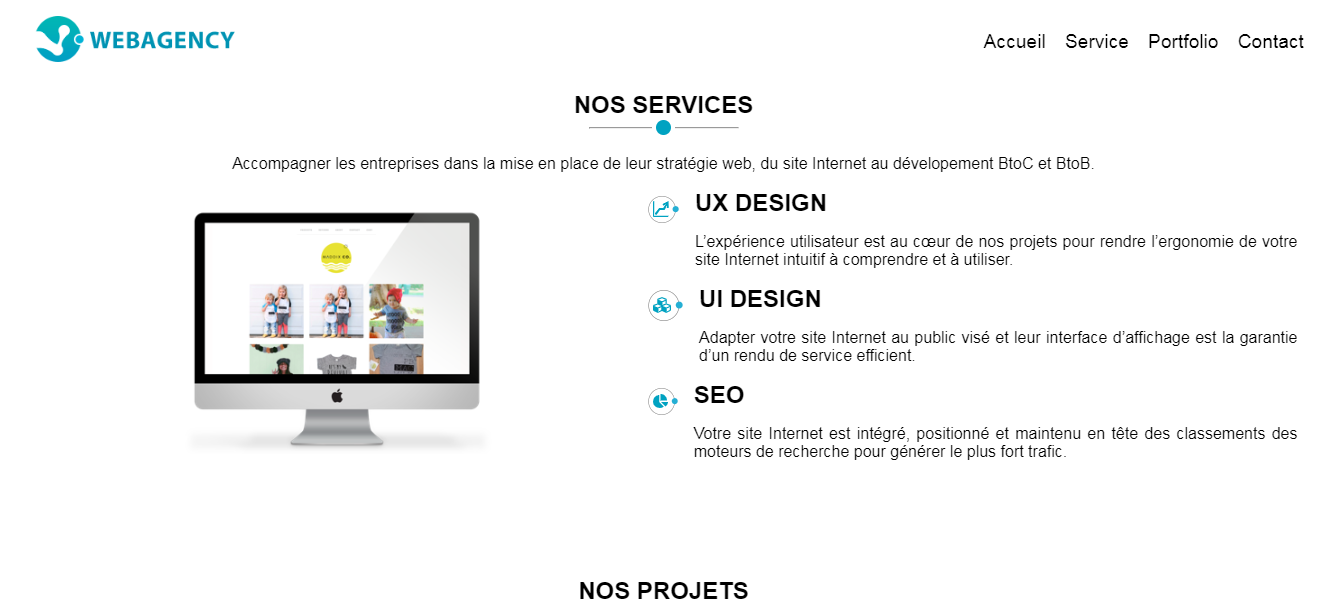 WEBAGENCY
Accueil Service Portfolio Contact
NOS SERVICES
Accompagner les entreprises dans la mise en place de leur stratégie web, du site Internet au dévelopement BtoC et BtoB.
UX DESIGN
L’expérience utilisateur est au cœur de nos projets pour rendre l’ergonomie de votre
site Internet intuitif à comprendre et à utiliser.
UI DESIGN
Adapter votre site Internet au public visé et leur interface d’affichage est la garantie
d’un rendu de service efficient.
SEO
Votre site Internet est intégré, positionné et maintenu en tête des classements des
moteurs de recherche pour générer le plus fort trafic.
NOS PROJETS